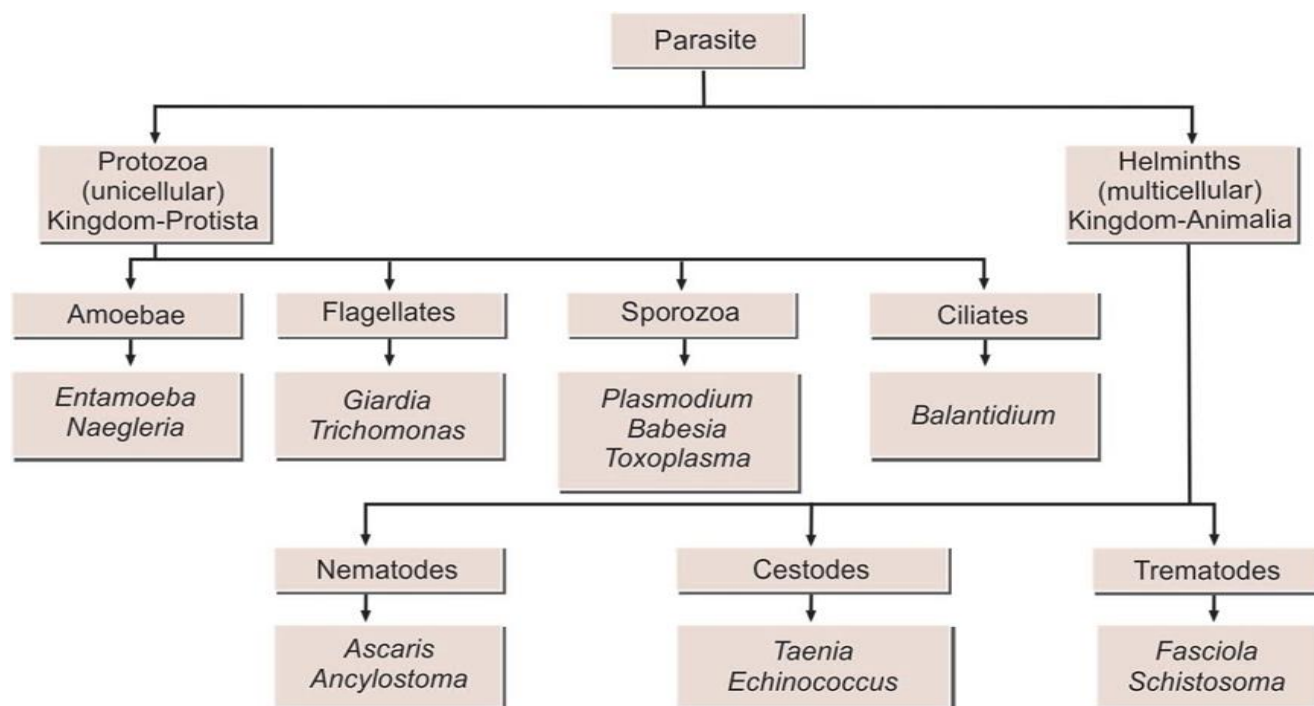 Parasite
Protozoa
(unicellular)
Kingdom-Protista
Helminths
(multicellular)
Kingdom-Animalia
Amoebae
Flagellates
Sporozoa
Ciliates
Entamoeba
Naegleria
Giardia
Trichomonas
Plasmodium
Babesia
Toxoplasma
Balantidium
Nematodes
Cestodes
Trematodes
Ascaris
Ancylostoma
Taenia
Echinococcus
Fasciola
Schistosoma